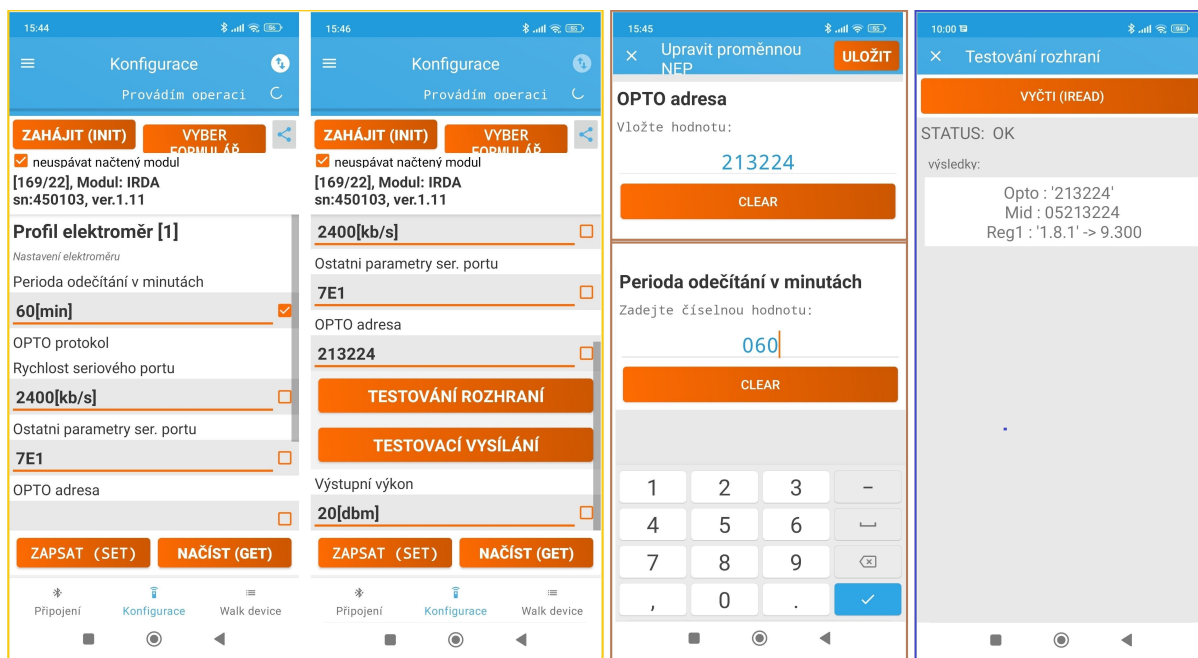 15:44
55
Konfigurace
Provádím operaci
ZAHÁJIT (INIT)
VYBER
FORMULÁŘ
neuspávat načtený modul
[169/22], Modul: IRDA
sn:450103, ver.1.11
Profil elektroměr [1]
Nastavení elektroměru
Perioda odečítání v minutách
60[min]
OPTO protokol
Rychlost seriového portu
2400[kb/s]
Ostatni parametry ser. portu
7E1
OPTO adresa
ZAPSAT (SET)
NAČÍST (GET)
Připojení
Konfigurace
Walk device
15:46
55
Konfigurace
Provádím operaci
ZAHÁJIT (INIT)
VYBER
FORMULÁŘ
neuspávat načtený modul
[169/22], Modul: IRDA
sn:450103, ver.1.11
2400[kb/s]
Ostatni parametry ser. portu
7E1
OPTO adresa
213224
TESTOVÁNÍ ROZHRANÍ
TESTOVACÍ VYSÍLÁNÍ
Výstupní výkon
20[dbm]
ZAPSAT (SET)
NAČÍST (GET)
Připojení
Konfigurace
Walk device
15:45
55
Upravit proměnnou
NEP
ULOŽIT
OPTO adresa
Vložte hodnotu:
213224
CLEAR
Perioda odečítání v minutách
Zadejte číselnou hodnotu:
060
CLEAR
1 2 3 –
4 5 6
7 8 9
, 0 .
10:00
94
Testování rozhraní
VYČTI (IREAD)
STATUS: OK
výsledky:
Opto : '213224'
Mid : 05213224
Reg1 : '1.8.1' -> 9.300